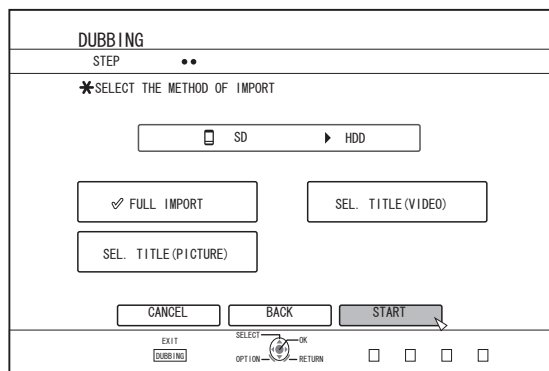 DUBBING
STEP
*SELECT THE METHOD OF IMPORT
SD HDD
FULL IMPORT SEL. TITLE(VIDEO)
SEL. TITLE(PICTURE)
CANCEL BACK START
EXIT
DUBBING
SELECT OK
OPTION RETURN